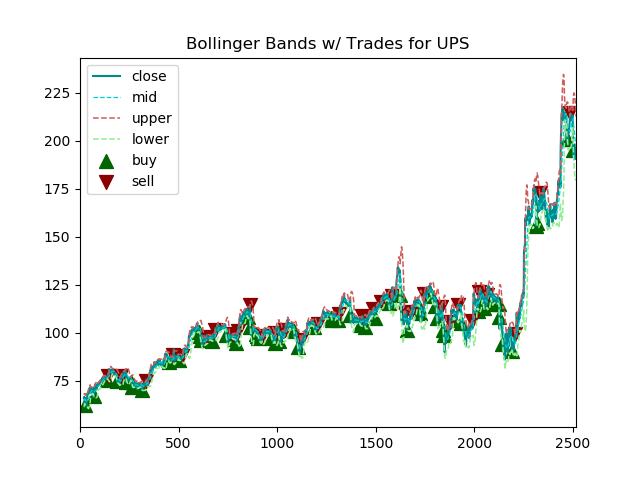 Bollinger Bands w/ Trades for UPS
close
mid
upper
lower
buy
sell
225
200
175
150
125
100
75
0 500 1000 1500 2000 2500